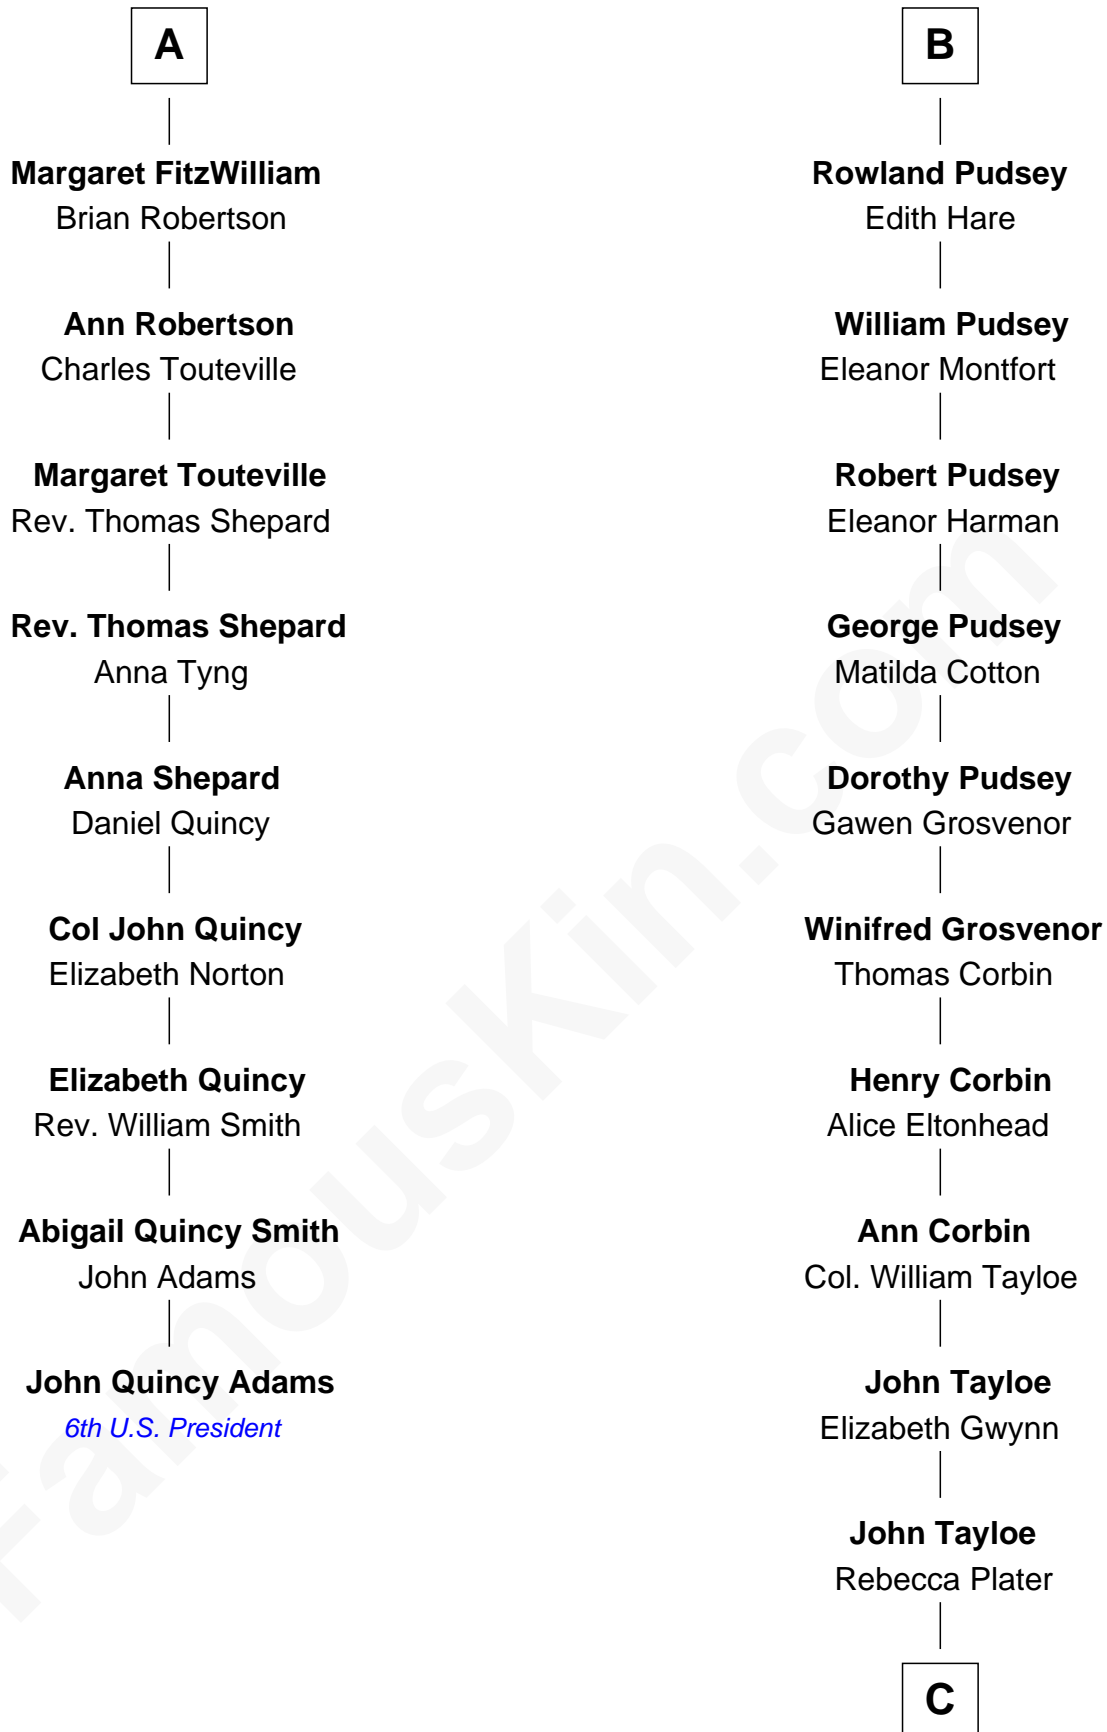 A
Margaret FitzWilliam
Brian Robertson
Ann Robertson
Charles Touteville
Margaret Touteville
Rev. Thomas Shepard
Rev. Thomas Shepard
Anna Tyng
Anna Shepard
Daniel Quincy
Col John Quincy
Elizabeth Norton
Elizabeth Quincy
Rev. William Smith
Abigail Quincy Smith
John Adams
John Quincy Adams
6th U.S. President
B
Rowland Pudsey
Edith Hare
William Pudsey
Eleanor Montfort
Robert Pudsey
Eleanor Harman
George Pudsey
Matilda Cotton
Dorothy Pudsey
Gawen Grosvenor
Winifred Grosvenor
Thomas Corbin
Henry Corbin
Alice Eltonhead
Ann Corbin
Col. William Tayloe
John Tayloe
Elizabeth Gwynn
John Tayloe
Rebecca Plater
C
FamousKin.com